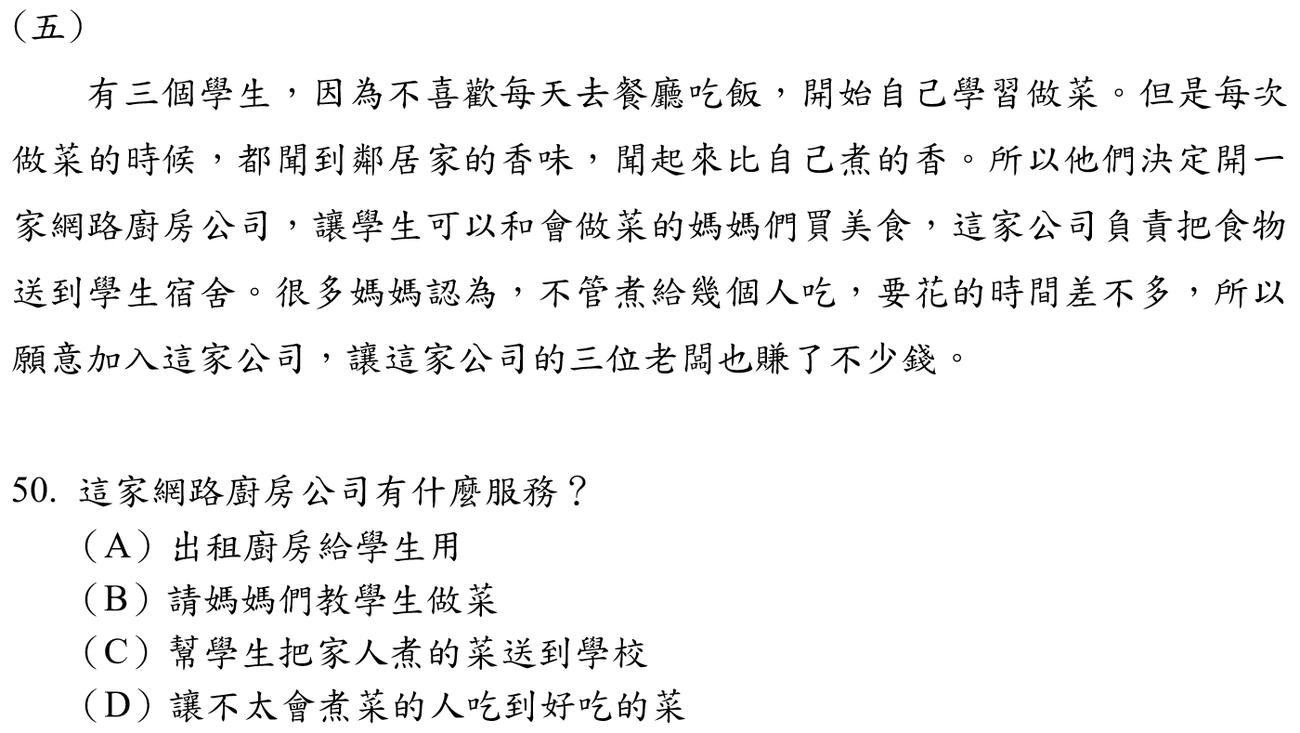 （五）
有三個學生，因為不喜歡每天去餐廳吃飯，開始自己學習做菜。但是每次
做菜的時候，都聞到鄰居家的香味，聞起來比自己煮的香。所以他們決定開一
家網路廚房公司，讓學生可以和會做菜的媽媽們買美食，這家公司負責把食物
送到學生宿舍。很多媽媽認為，不管煮給幾個人吃，要花的時間差不多，所以
願意加入這家公司，讓這家公司的三位老闆也賺了不少錢。
50. 這家網路廚房公司有什麼服務？
（A）出租廚房給學生用
（B）請媽媽們教學生做菜
（C）幫學生把家人煮的菜送到學校
（D）讓不太會煮菜的人吃到好吃的菜